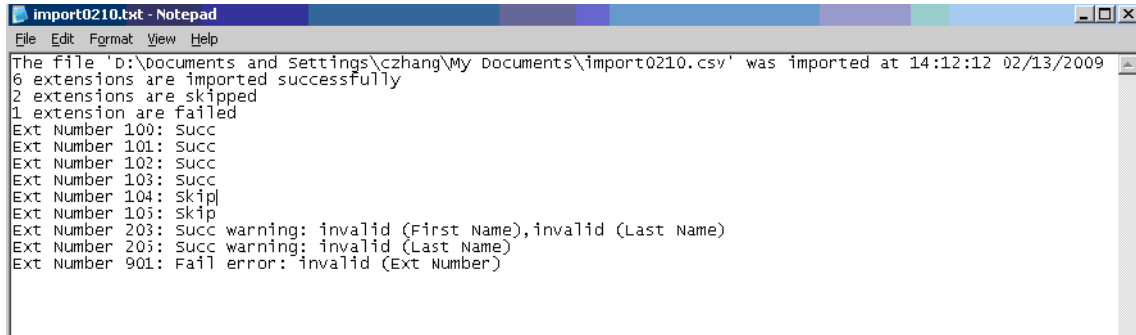 import0210.txt - Notepad
File Edit Format View Help
The file 'D:\Documents and Settings\czhang\My Documents\import0210.csv' was imported at 14:12:12 02/13/2009
6 extensions are imported successfully
2 extensions are skipped
1 extension are failed
Ext Number 100: Succ
Ext Number 101: Succ
Ext Number 102: Succ
Ext Number 103: Succ
Ext Number 104: Skip
Ext Number 105: Skip
Ext Number 203: Succ warning: invalid (First Name),invalid (Last Name)
Ext Number 205: Succ warning: invalid (Last Name)
Ext Number 901: Fail error: invalid (Ext Number)